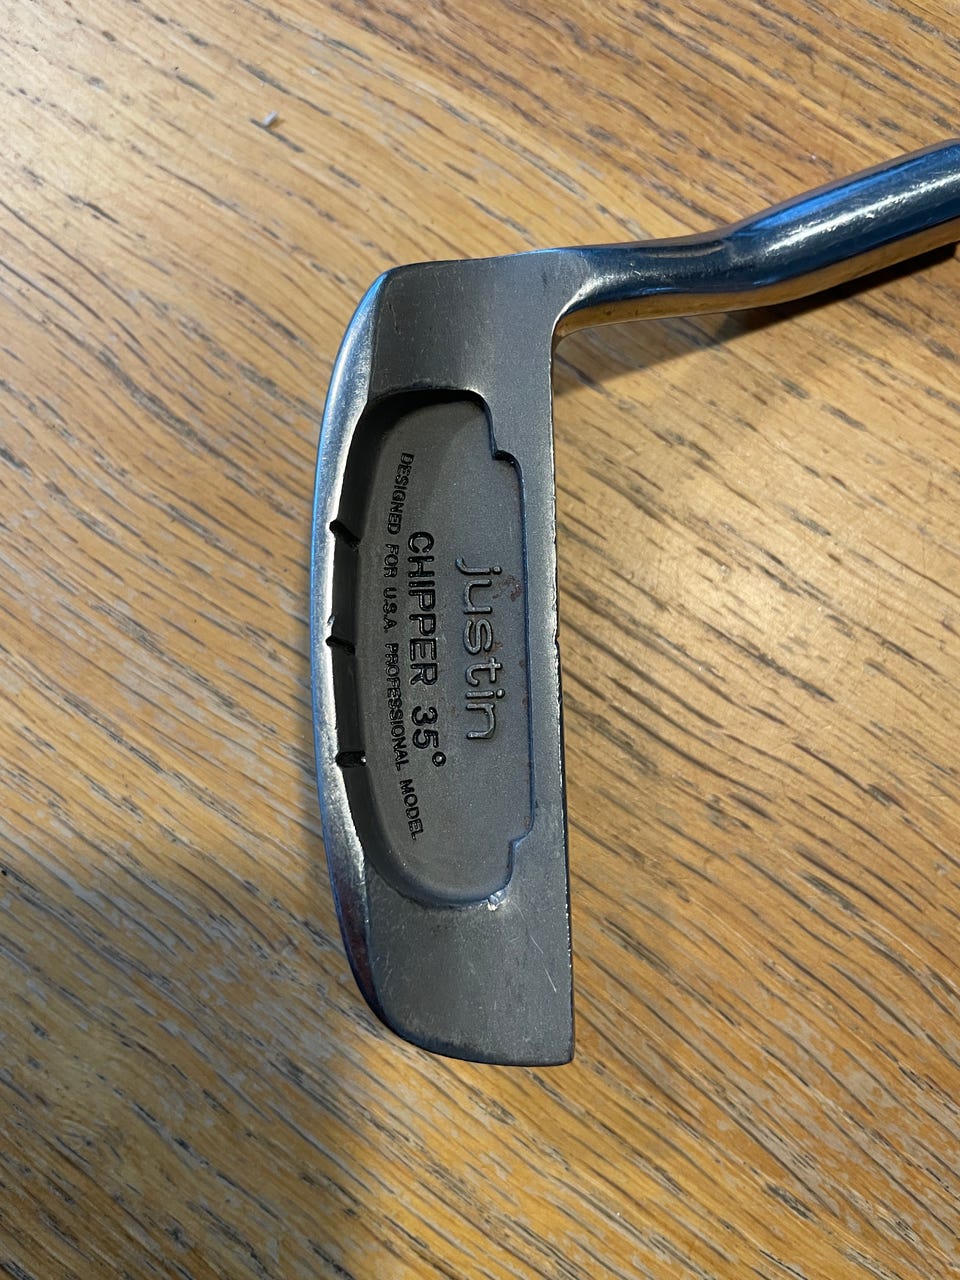 justin
CHIPPER 35°
DESIGNED FOR U.S.A. PROFESSIONAL MODEL